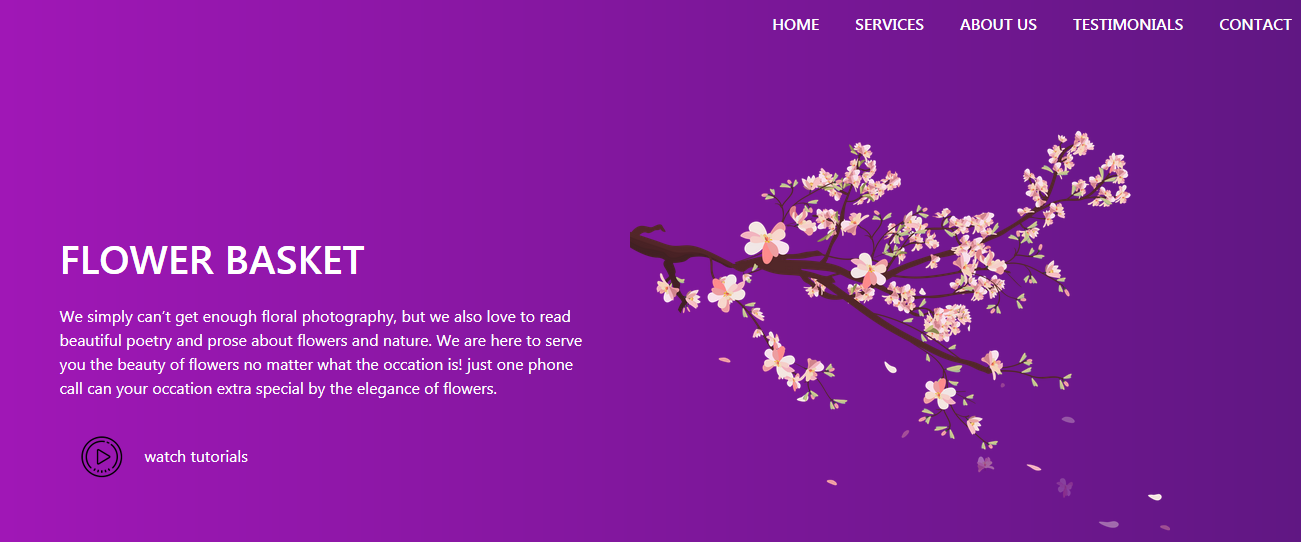 HOME SERVICES ABOUT US TESTIMONIALS CONTACT
FLOWER BASKET
We simply can´t get enough floral photography, but we also love to read
beautiful poetry and prose about flowers and nature. We are here to serve
you the beauty of flowers no matter what the occation is! just one phone
call can your occation extra special by the elegance of flowers.
watch tutorials